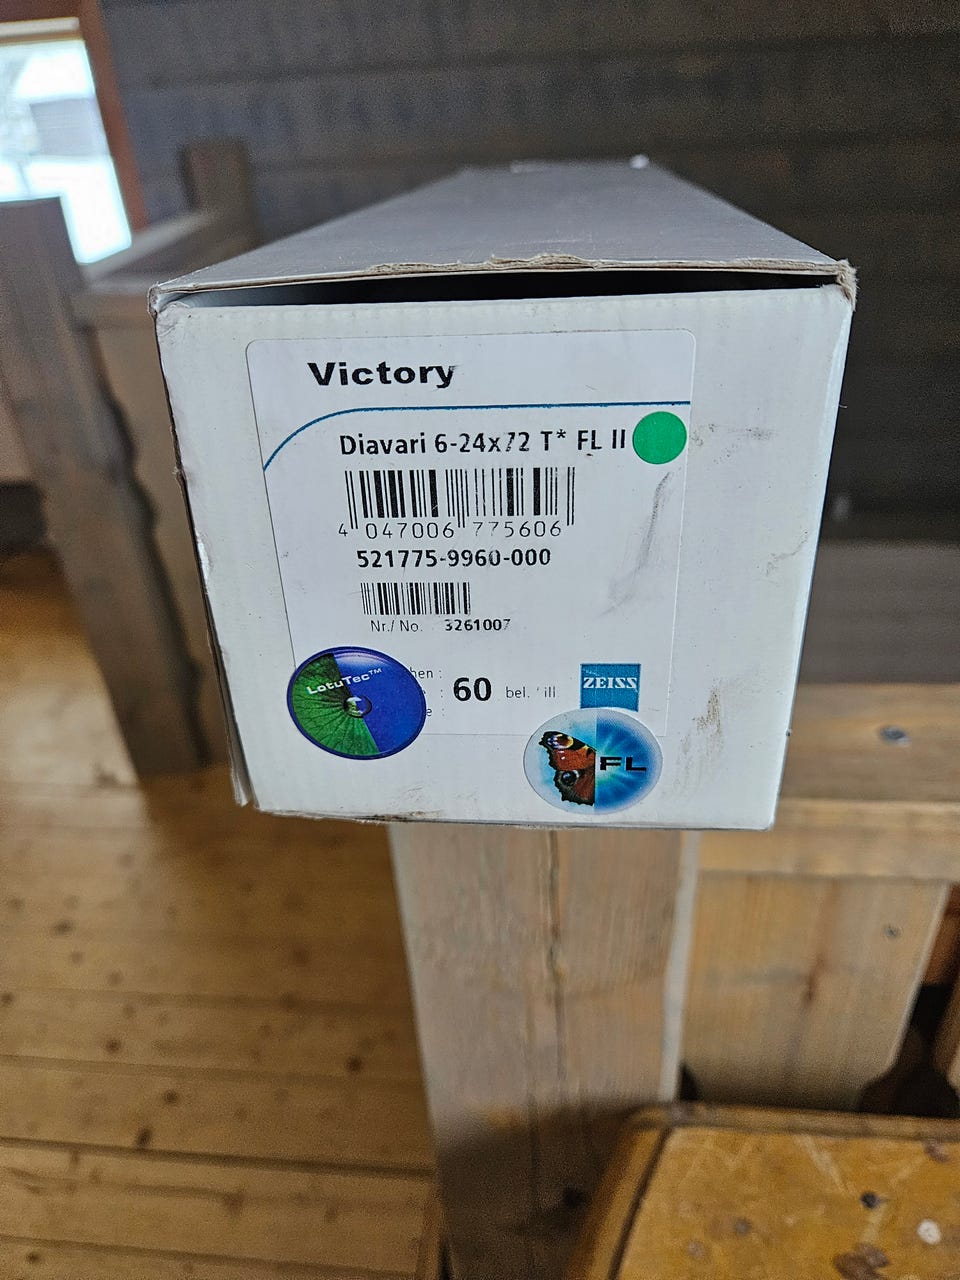 Victory
Diavari 6-24x72 T* FL II
4 047006 775606
521775-9960-000
Nr./ No. 3261007
LotuTec™
hen :
: 60 bel. ill
e :
ZEISS
FL